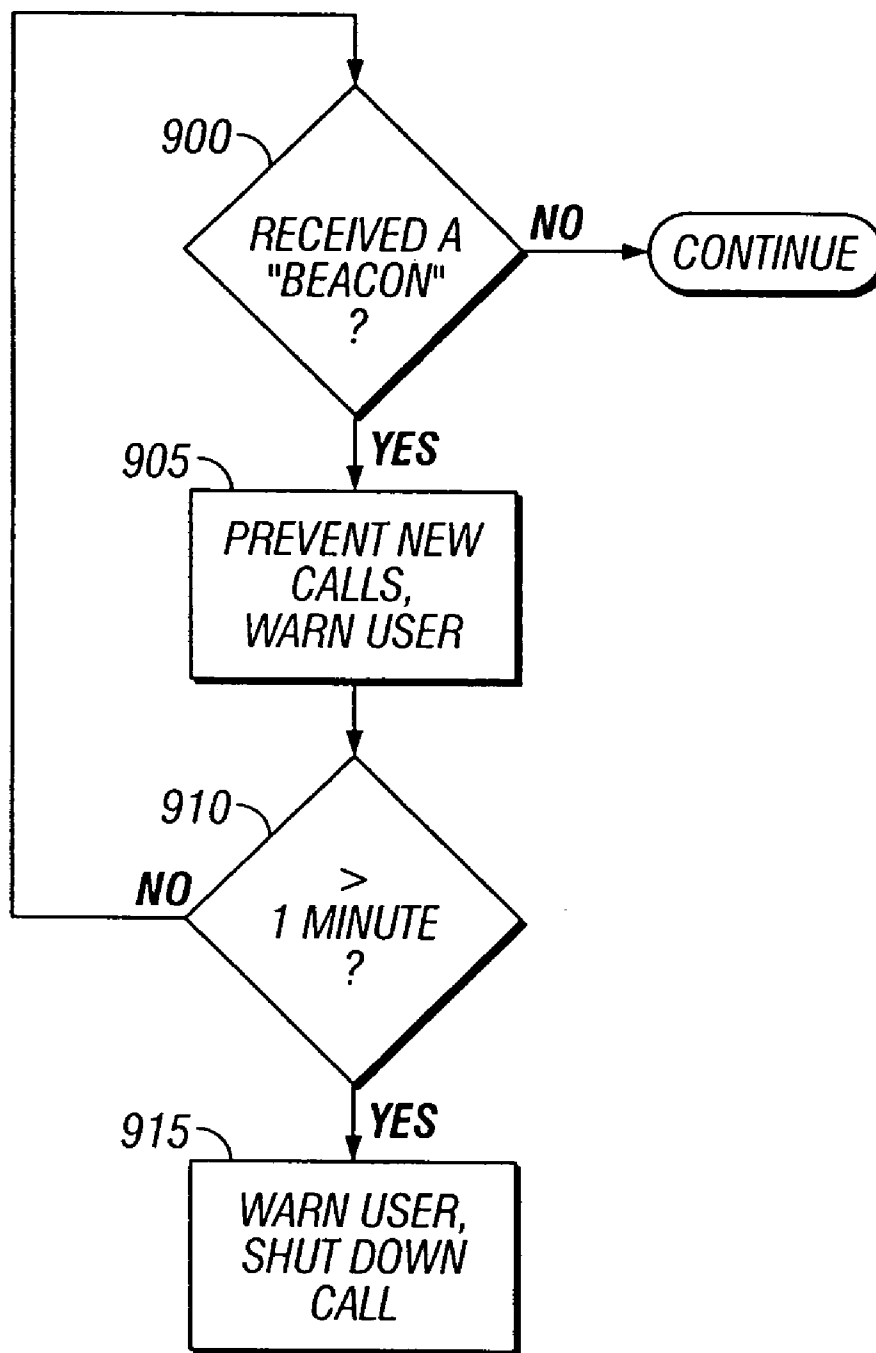 900
RECEIVED A
"BEACON"
?
NO
CONTINUE
YES
905
PREVENT NEW
CALLS,
WARN USER
910
NO
>
1 MINUTE
?
YES
915
WARN USER,
SHUT DOWN
CALL